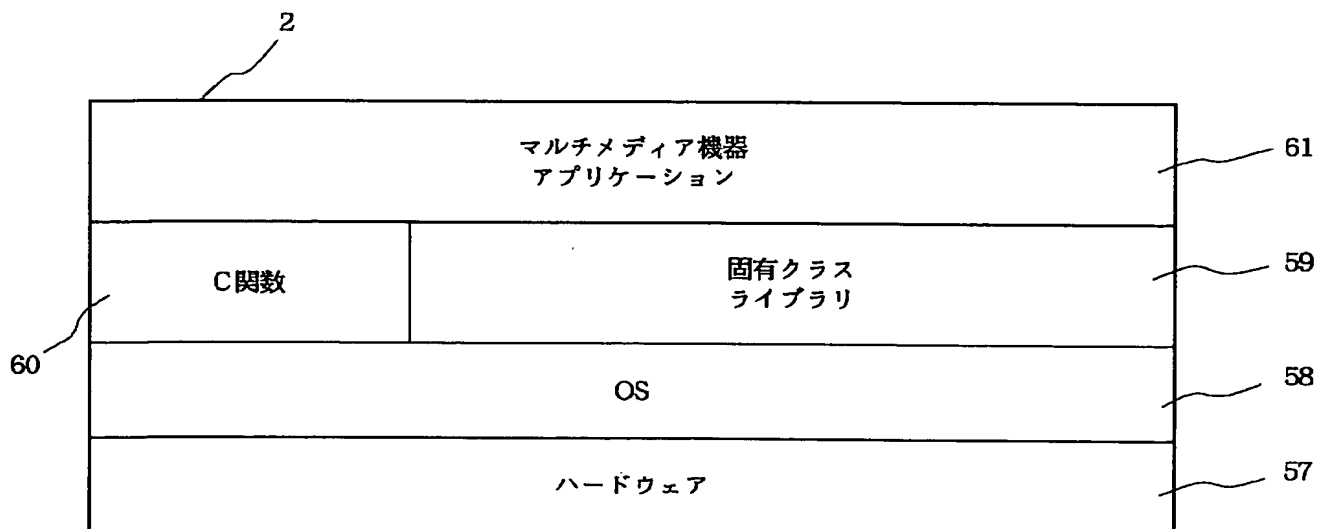 2
マルチメディア機器
アプリケーション
61
C関数
固有クラス
ライブラリ
59
60
OS
58
ハードウェア
57